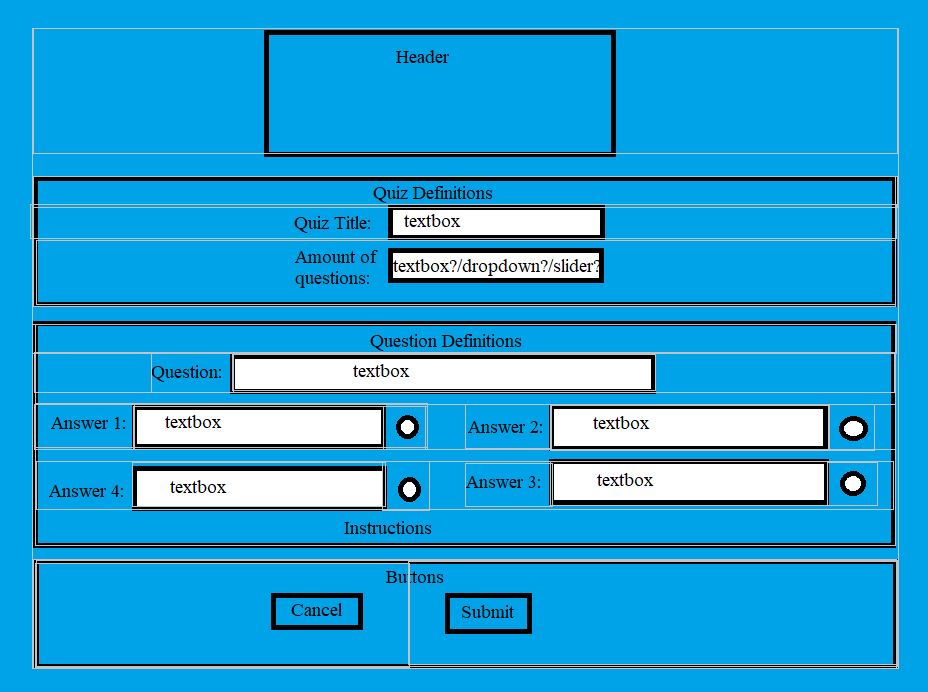 Header
Quiz Definitions
Quiz Title: textbox
Amount of
questions:
textbox?/dropdown?/slider?
Question Definitions
Question: textbox
Answer 1: textbox
Answer 2: textbox
Answer 4: textbox
Answer 3: textbox
Instructions
Buttons
Cancel
Submit